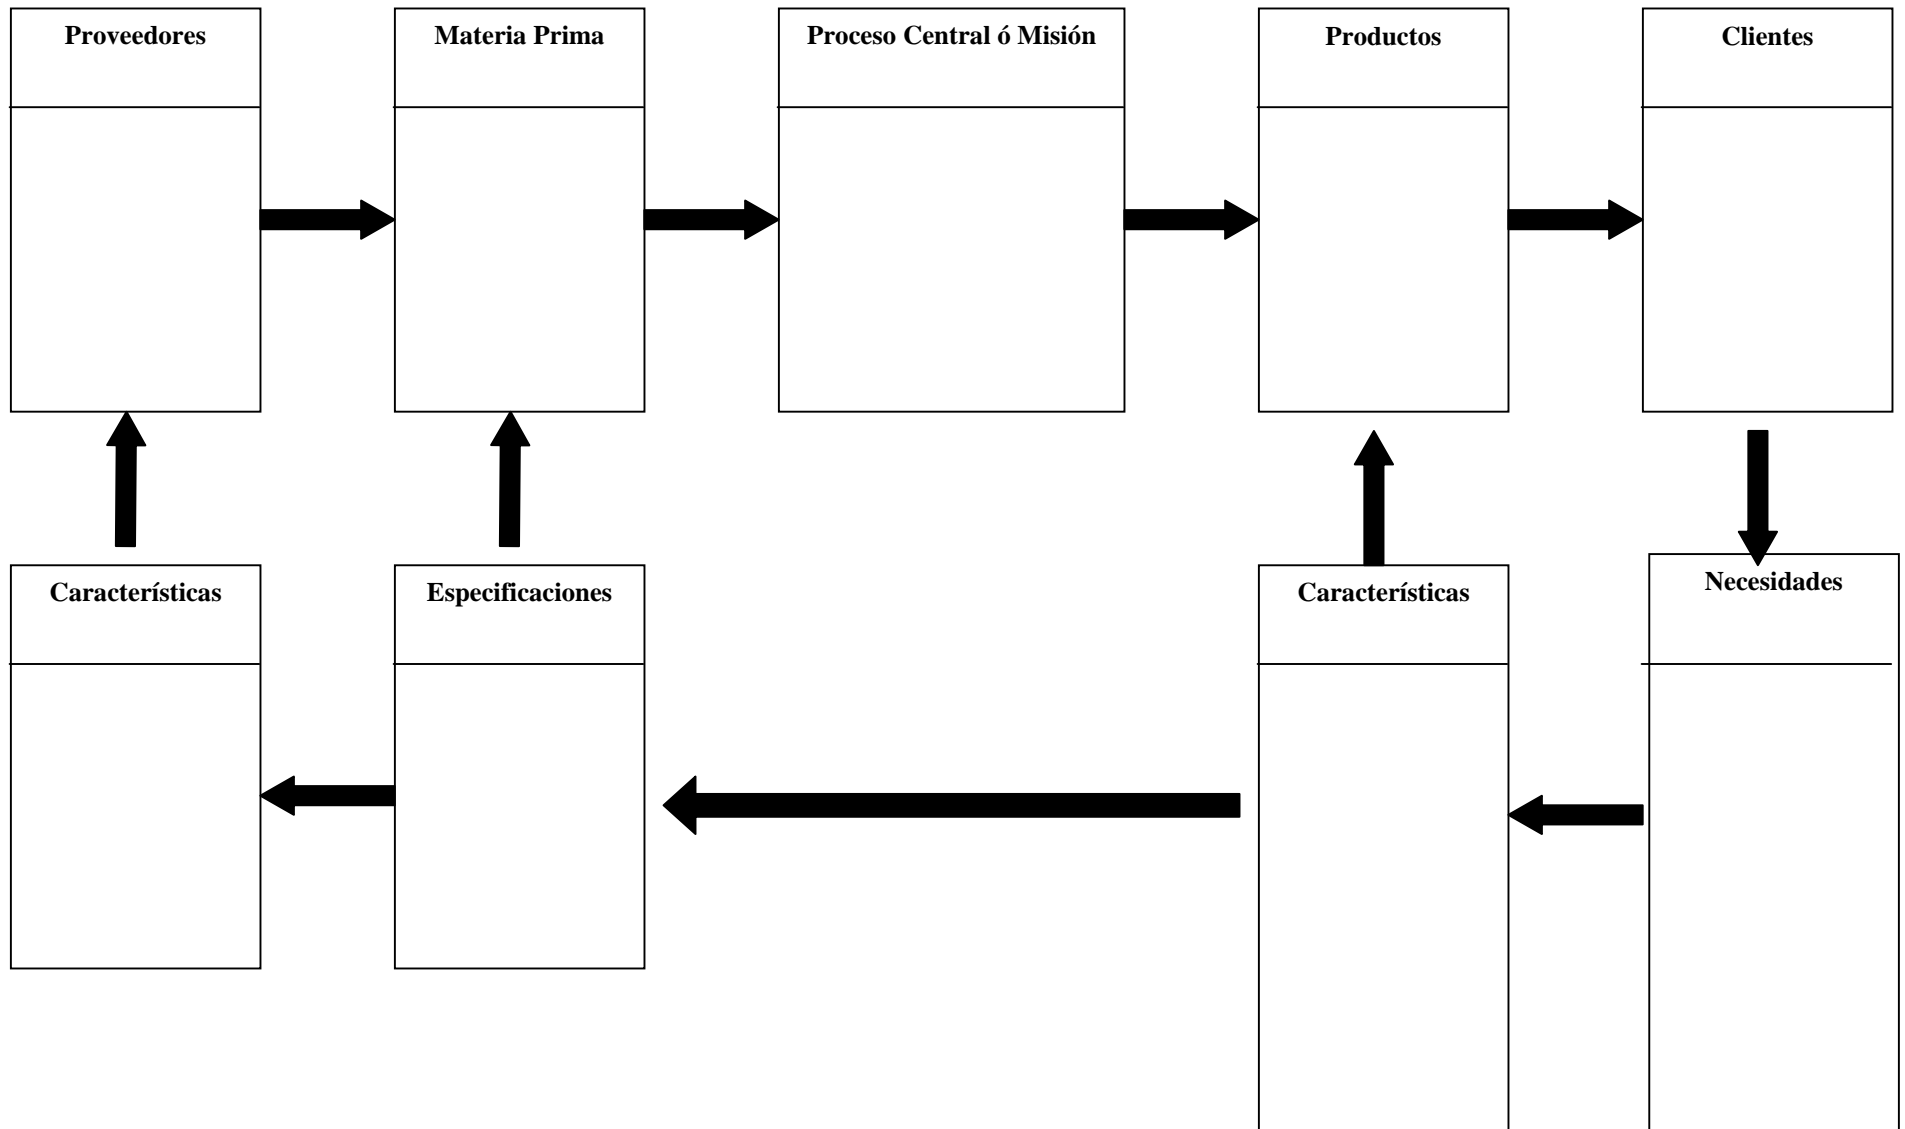 Proveedores
Materia Prima
Proceso Central ó Misión
Productos
Clientes
Características
Especificaciones
Características
Necesidades